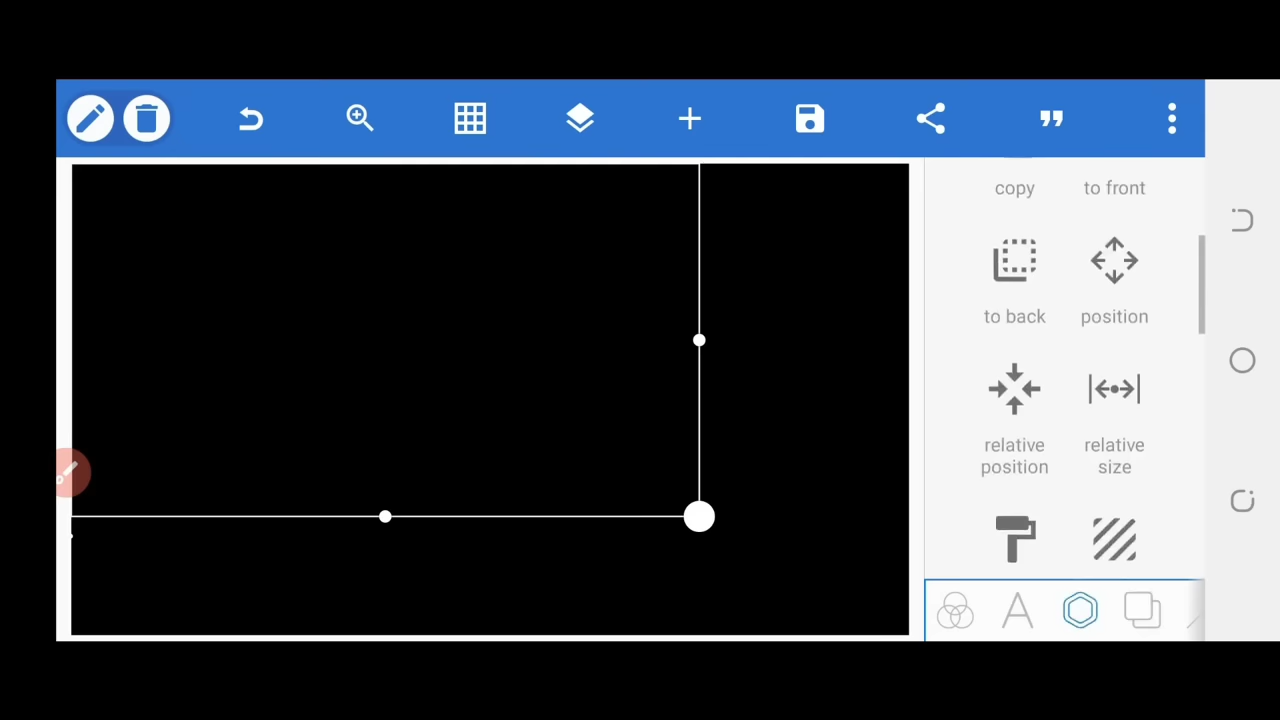 copy
to front
to back
position
relative
position
relative
size